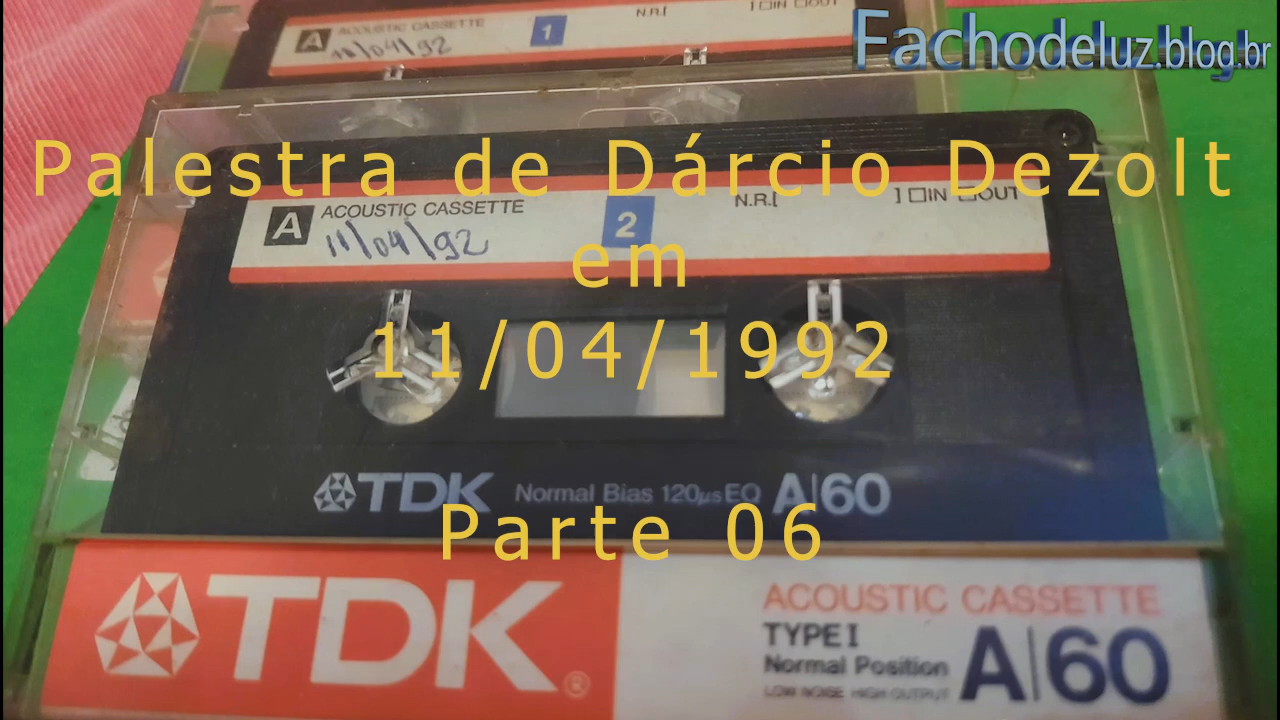 A ACOUSTIC CASSETTE 1 N.R.[ ] □IN □OUT
11/04/92
Fachodeluz.blog.br
Palestra de Dárcio Dezolt
A ACOUSTIC CASSETTE 2 N.R.[ ] □IN □OUT
11/04/92
em
11/04/1992
TDK Normal Bias 120μs EQ A|60
Parte 06
TDK®
ACOUSTIC CASSETTE
TYPE I
Normal Position
LOW NOISE HIGH OUTPUT
A|60